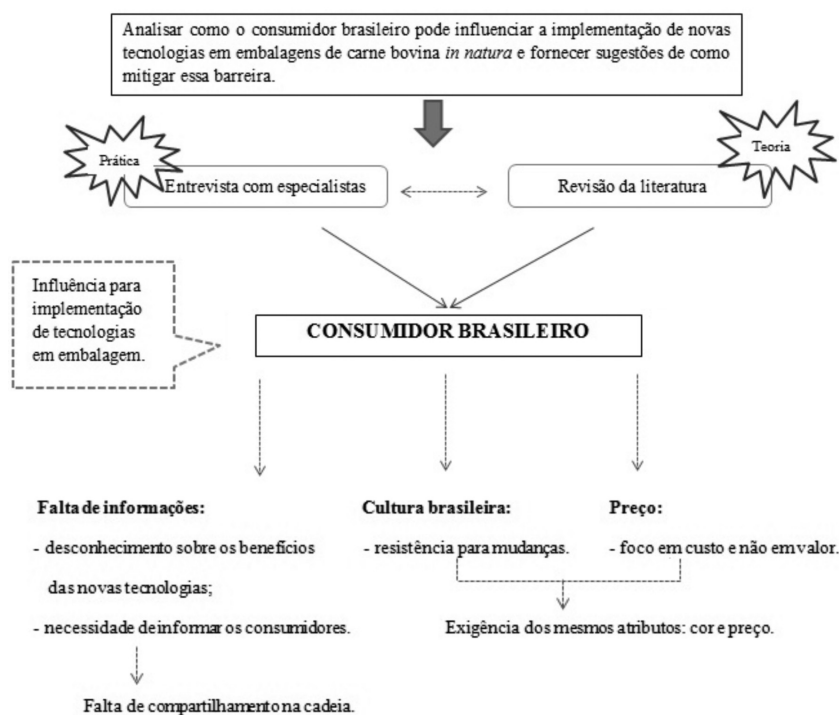 Analisar como o consumidor brasileiro pode influenciar a implementação de novas
tecnologias em embalagens de carne bovina in natura e fornecer sugestões de como
mitigar essa barreira.
Prática
Teoria
Entrevista com especialistas
Revisão da literatura
Influência para
implementação
de tecnologias
em embalagem.
CONSUMIDOR BRASILEIRO
Falta de informações:
- desconhecimento sobre os benefícios
das novas tecnologias;
- necessidade de informar os consumidores.
Falta de compartilhamento na cadeia.
Cultura brasileira:
- resistência para mudanças.
Preço:
- foco em custo e não em valor.
Exigência dos mesmos atributos: cor e preço.